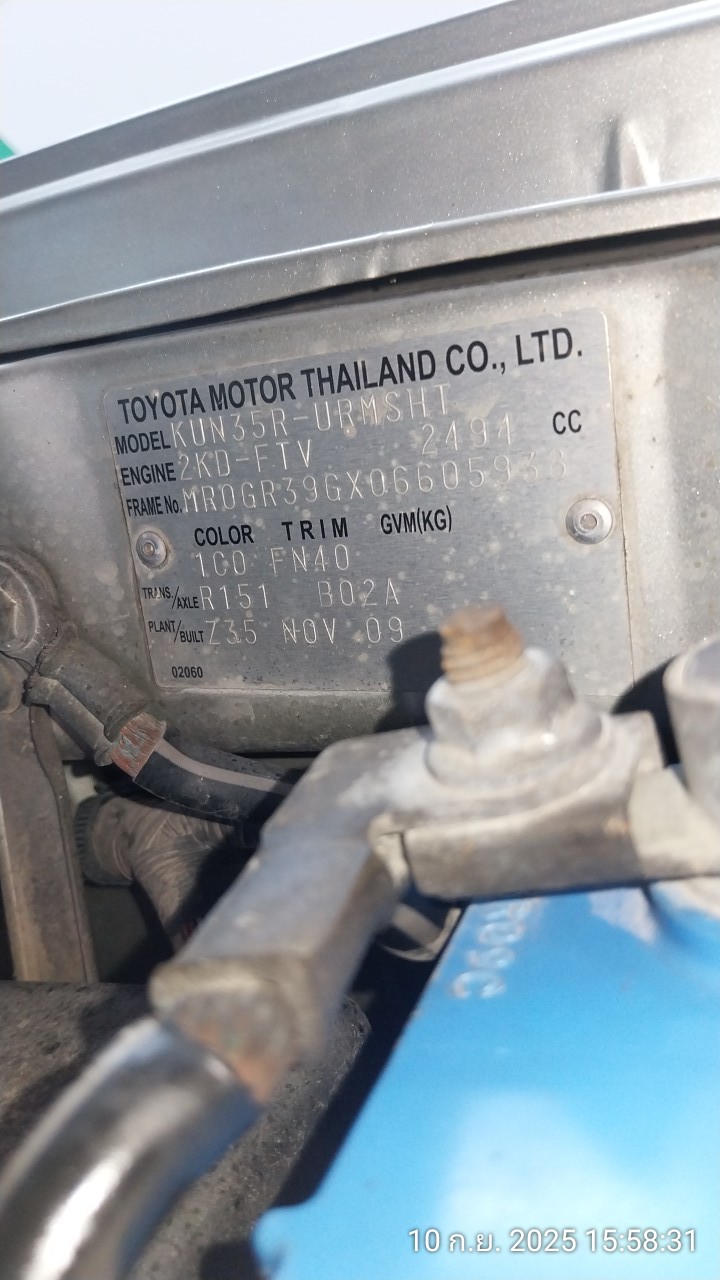 TOYOTA MOTOR THAILAND CO., LTD.
MODEL KUN35R-URMSHT
ENGINE 2KD-FTV 2494 CC
FRAME No. MR0GR39GX06605933
COLOR TRIM GVM(KG)
1C0 FN40
TRANS./AXLE R151 B02A
PLANT/BUILT Z35 NOV 09
02060
10 ก.ย. 2025 15:58:31